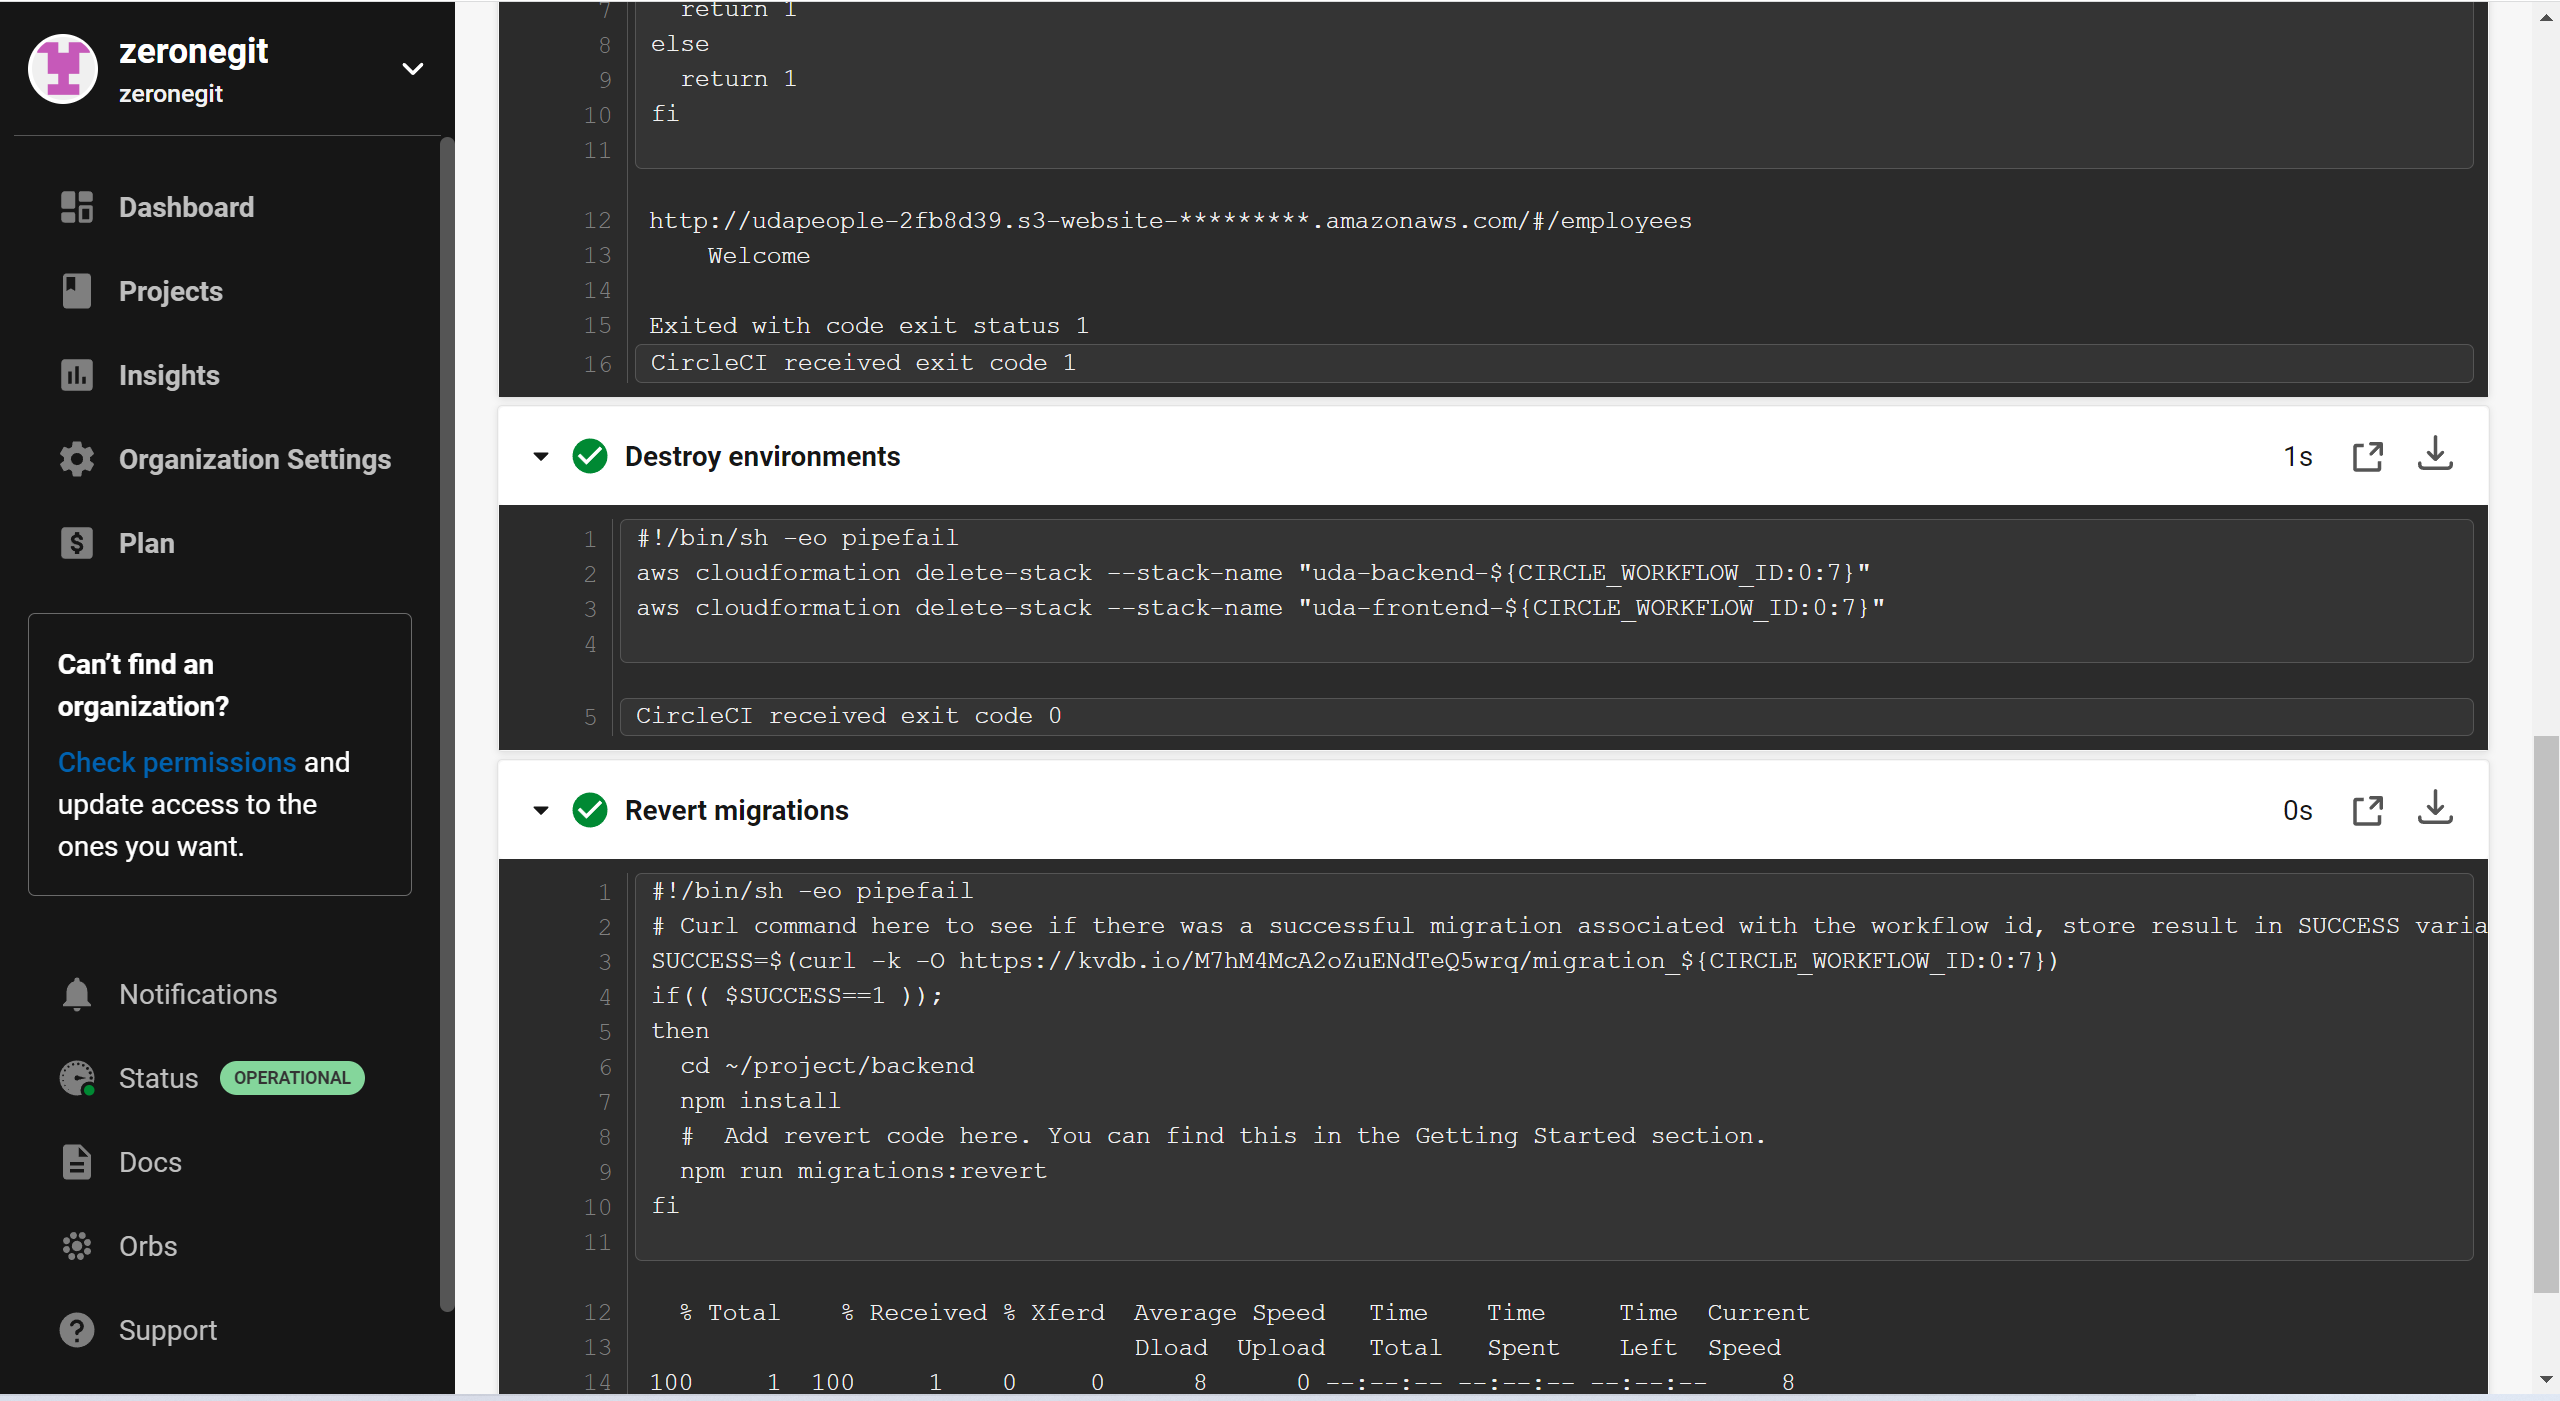 zeronegit
zeronegit
Dashboard
Projects
Insights
Organization Settings
Plan
Can’t find an
organization?
Check permissions and
update access to the
ones you want.
Notifications
Status OPERATIONAL
Docs
Orbs
Support
7 return 1
8 else
9 return 1
10 fi
11
12 http://udapeople-2fb8d39.s3-website-*********.amazonaws.com/#/employees
13 Welcome
14
15 Exited with code exit status 1
16 CircleCI received exit code 1
Destroy environments 1s
1 #!/bin/sh -eo pipefail
2 aws cloudformation delete-stack --stack-name "uda-backend-${CIRCLE_WORKFLOW_ID:0:7}"
3 aws cloudformation delete-stack --stack-name "uda-frontend-${CIRCLE_WORKFLOW_ID:0:7}"
4
5 CircleCI received exit code 0
Revert migrations 0s
1 #!/bin/sh -eo pipefail
2 # Curl command here to see if there was a successful migration associated with the workflow id, store result in SUCCESS varia
3 SUCCESS=$(curl -k -O https://kvdb.io/M7hM4McA2oZuENdTeQ5wrq/migration_${CIRCLE_WORKFLOW_ID:0:7})
4 if(( $SUCCESS==1 ));
5 then
6 cd ~/project/backend
7 npm install
8 # Add revert code here. You can find this in the Getting Started section.
9 npm run migrations:revert
10 fi
11
12 % Total % Received % Xferd Average Speed Time Time Time Current
13 Dload Upload Total Spent Left Speed
14 100 1 100 1 0 0 8 0 --:--:-- --:--:-- --:--:-- 8